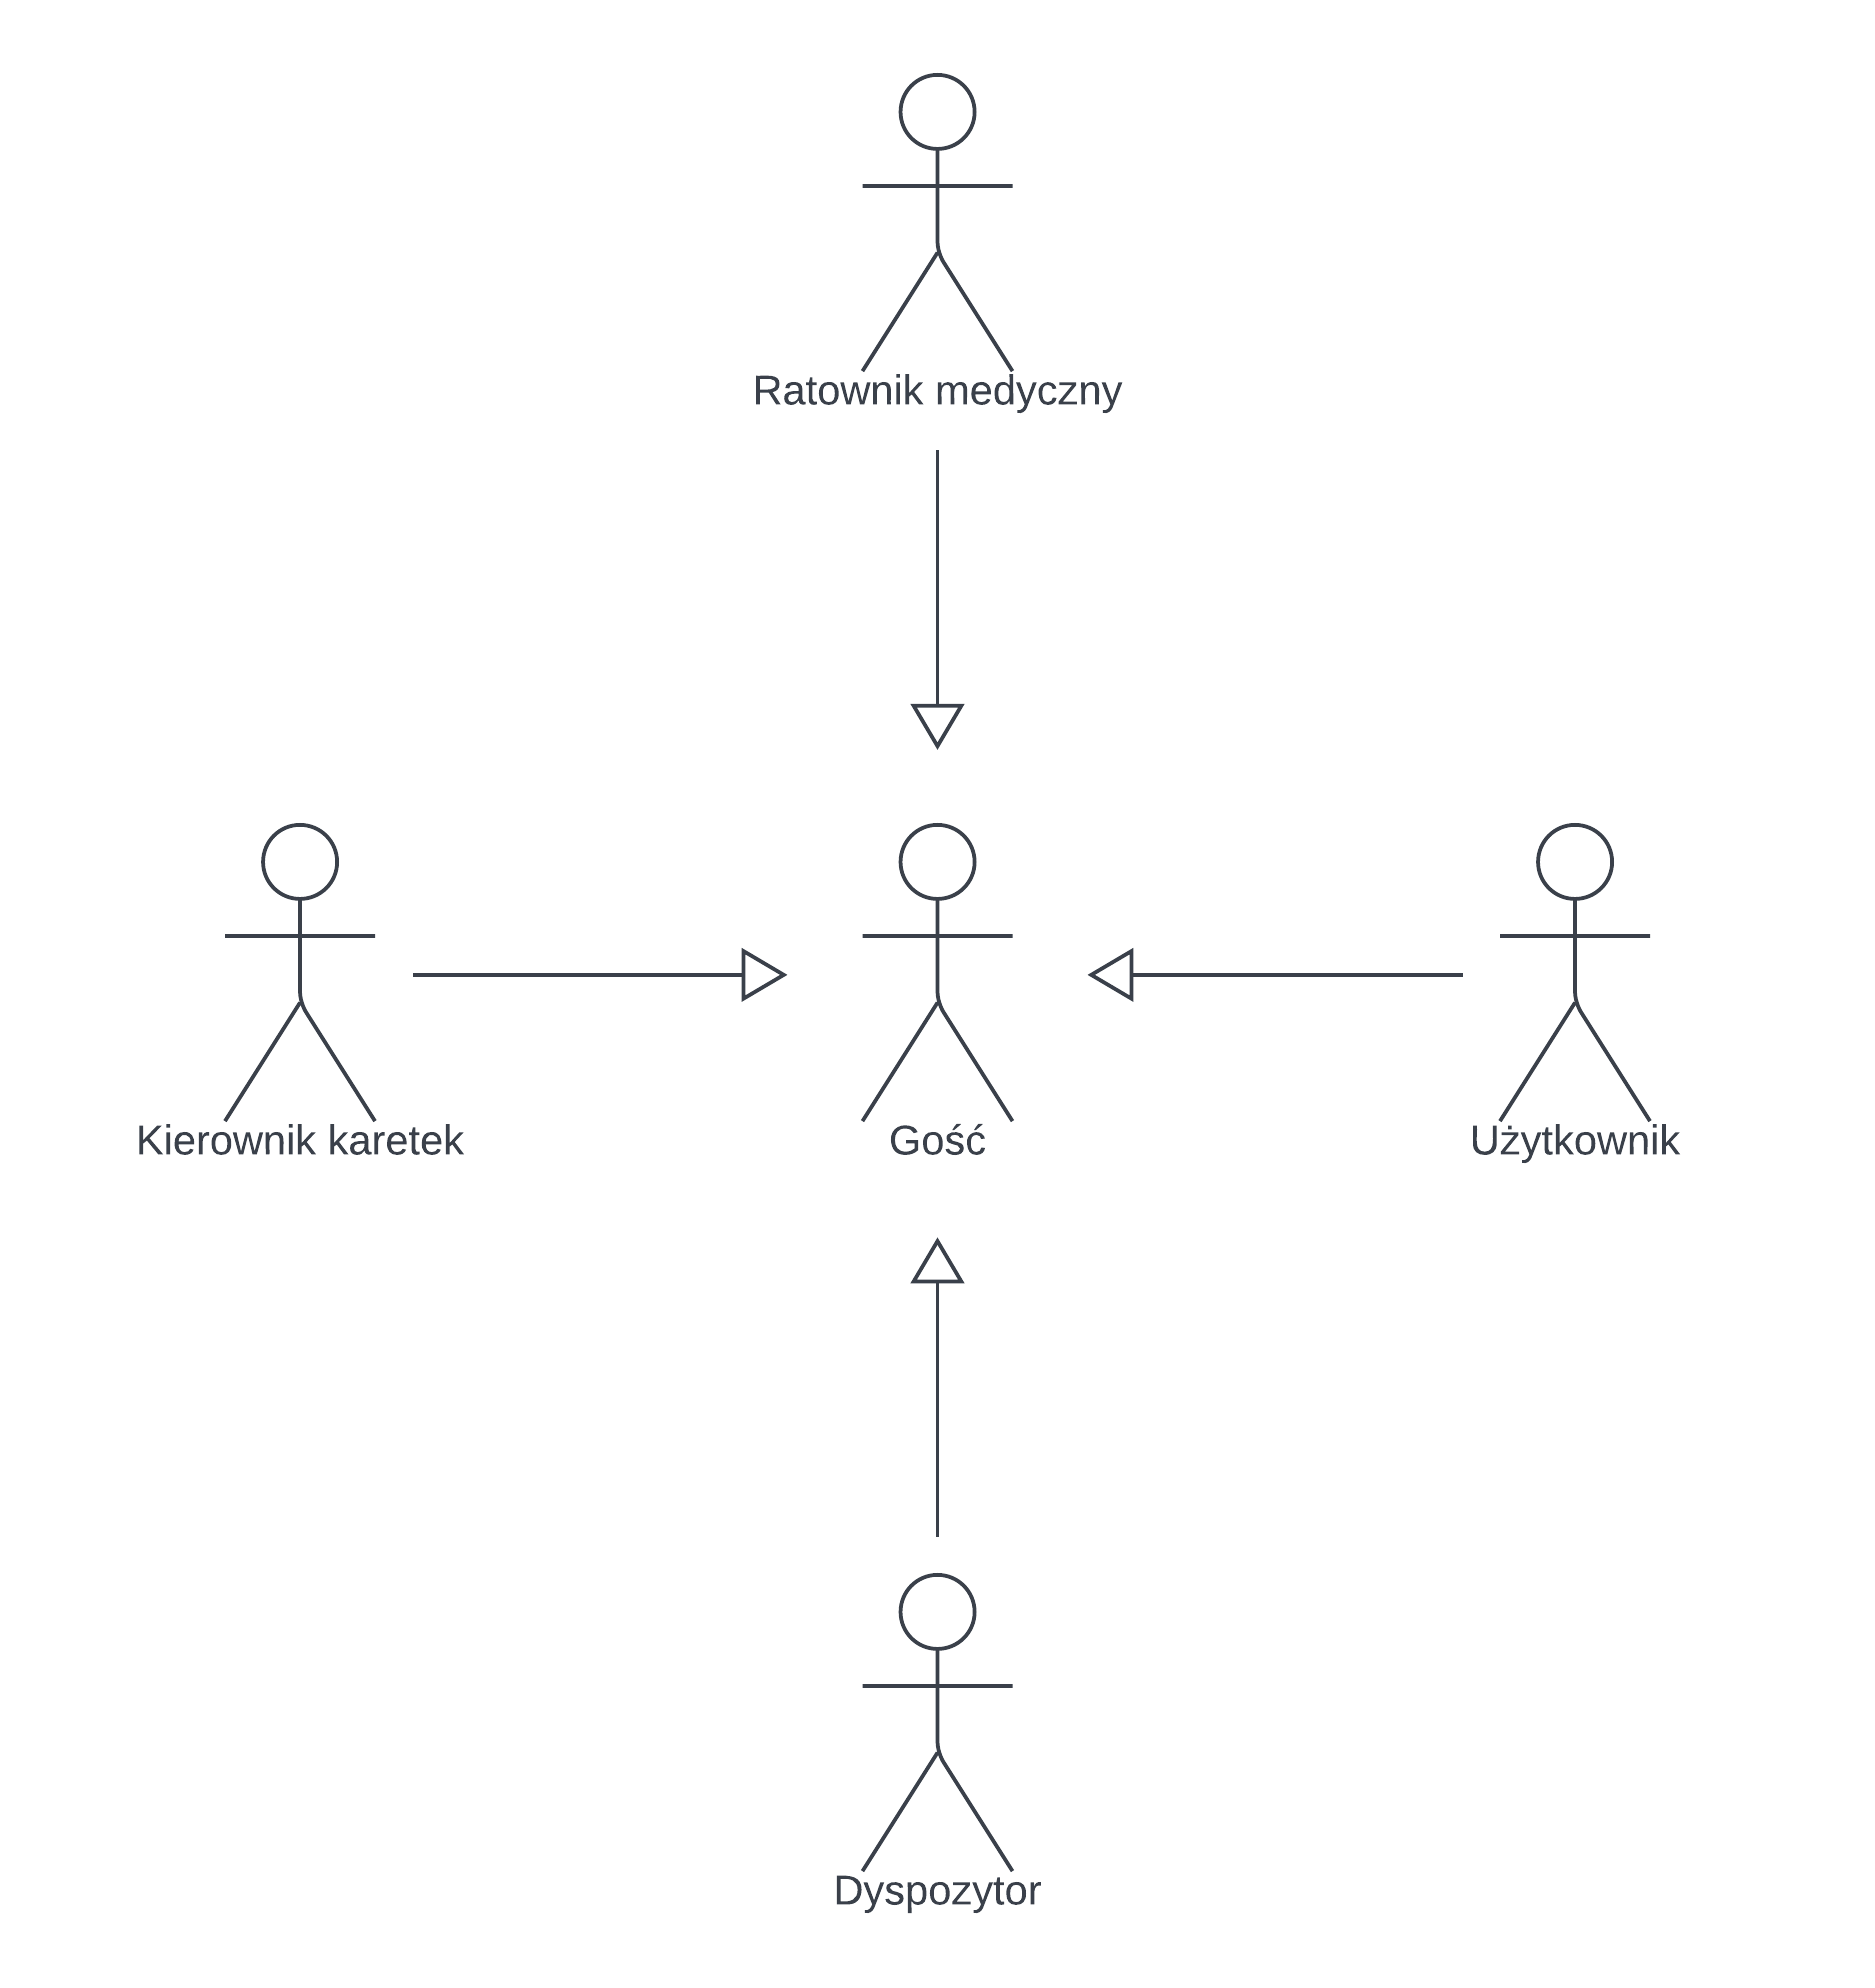 Ratownik medyczny
Kierownik karetek
Gość
Użytkownik
Dyspozytor